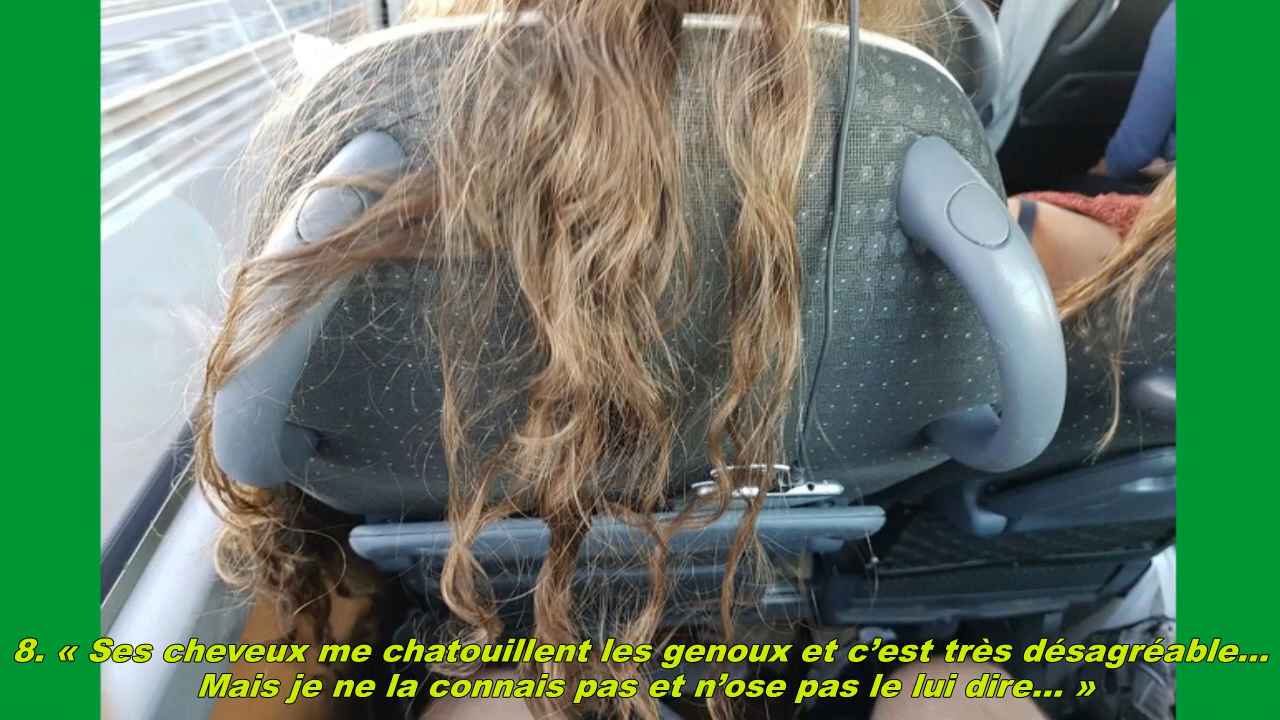 8. « Ses cheveux me chatouillent les genoux et c’est très désagréable...
Mais je ne la connais pas et n’ose pas le lui dire... »